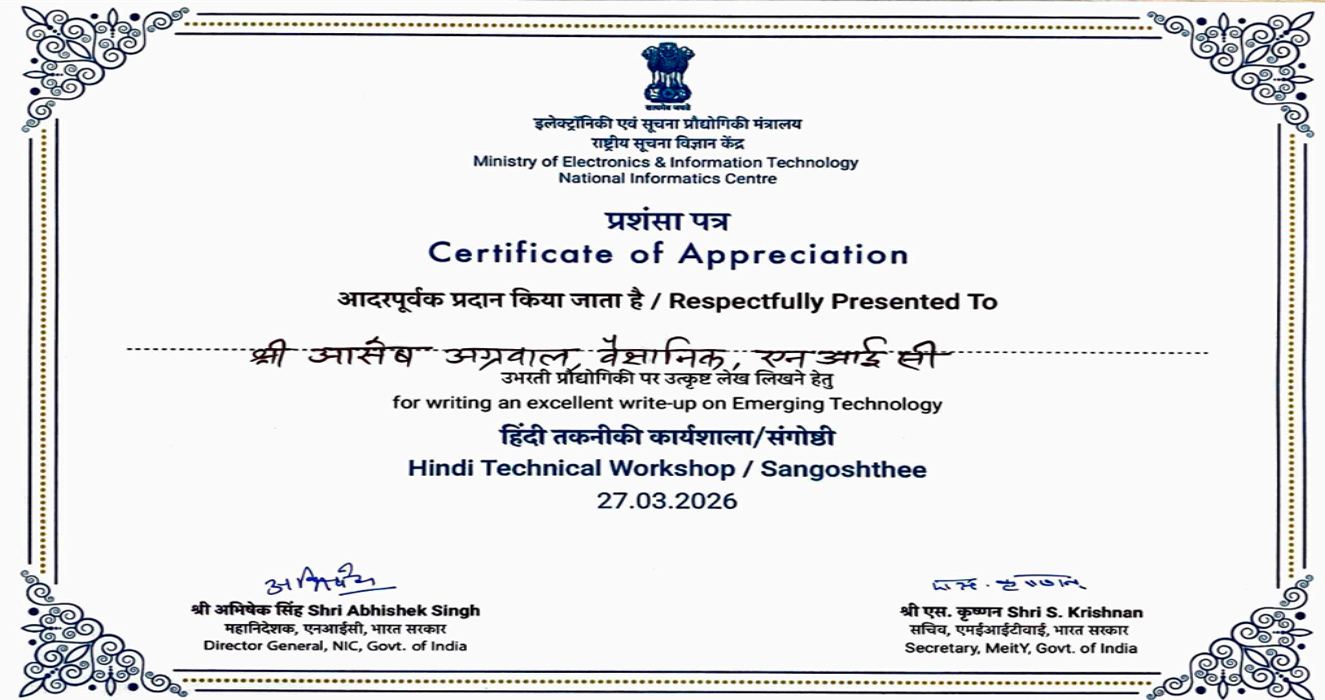 सत्यमेव जयते
इलेक्ट्रॉनिकी एवं सूचना प्रौद्योगिकी मंत्रालय
राष्ट्रीय सूचना विज्ञान केंद्र
Ministry of Electronics & Information Technology
National Informatics Centre
प्रशंसा पत्र
Certificate of Appreciation
आदरपूर्वक प्रदान किया जाता है / Respectfully Presented To
श्री आसेब अग्रवाल, वैज्ञानिक, एन आई सी
उभरती प्रौद्योगिकी पर उत्कृष्ट लेख लिखने हेतु
for writing an excellent write-up on Emerging Technology
हिंदी तकनीकी कार्यशाला/संगोष्ठी
Hindi Technical Workshop / Sangoshthee
27.03.2026
श्री अभिषेक सिंह Shri Abhishek Singh
महानिदेशक, एनआईसी, भारत सरकार
Director General, NIC, Govt. of India
श्री एस. कृष्णन Shri S. Krishnan
सचिव, एमईआईटीवाई, भारत सरकार
Secretary, MeitY, Govt. of India